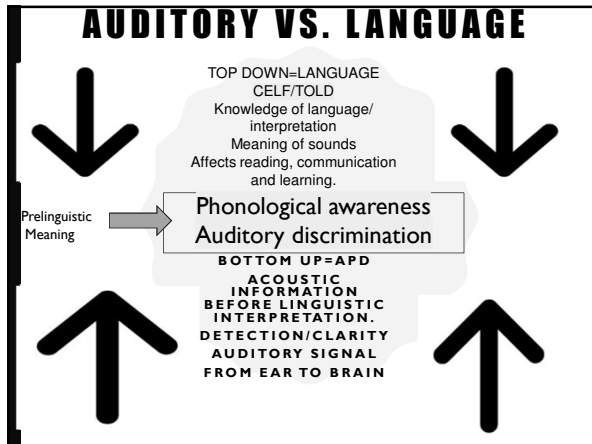 AUDITORY VS. LANGUAGE
TOP DOWN=LANGUAGE
CELF/TOLD
Knowledge of language/
interpretation
Meaning of sounds
Affects reading, communication
and learning.
Prelinguistic
Meaning
Phonological awareness
Auditory discrimination
BOTTOM UP=APD
ACOUSTIC
INFORMATION
BEFORE LINGUISTIC
INTERPRETATION.
DETECTION/CLARITY
AUDITORY SIGNAL
FROM EAR TO BRAIN